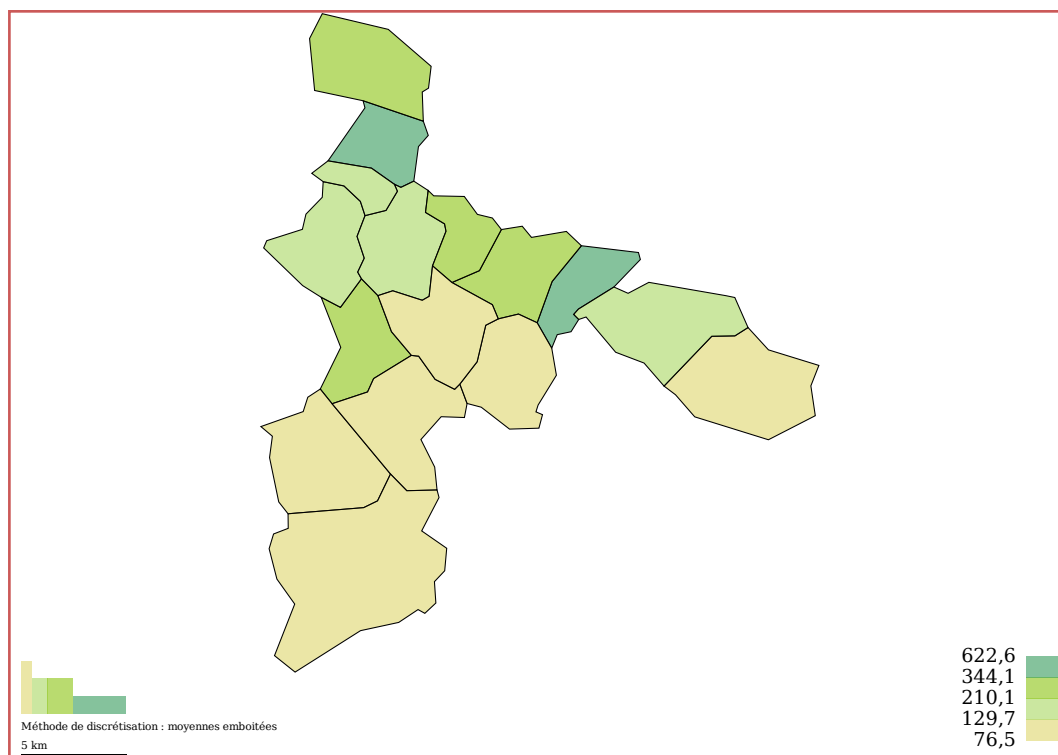 622,6
344,1
210,1
129,7
76,5
Méthode de discrétisation : moyennes emboitées
5 km